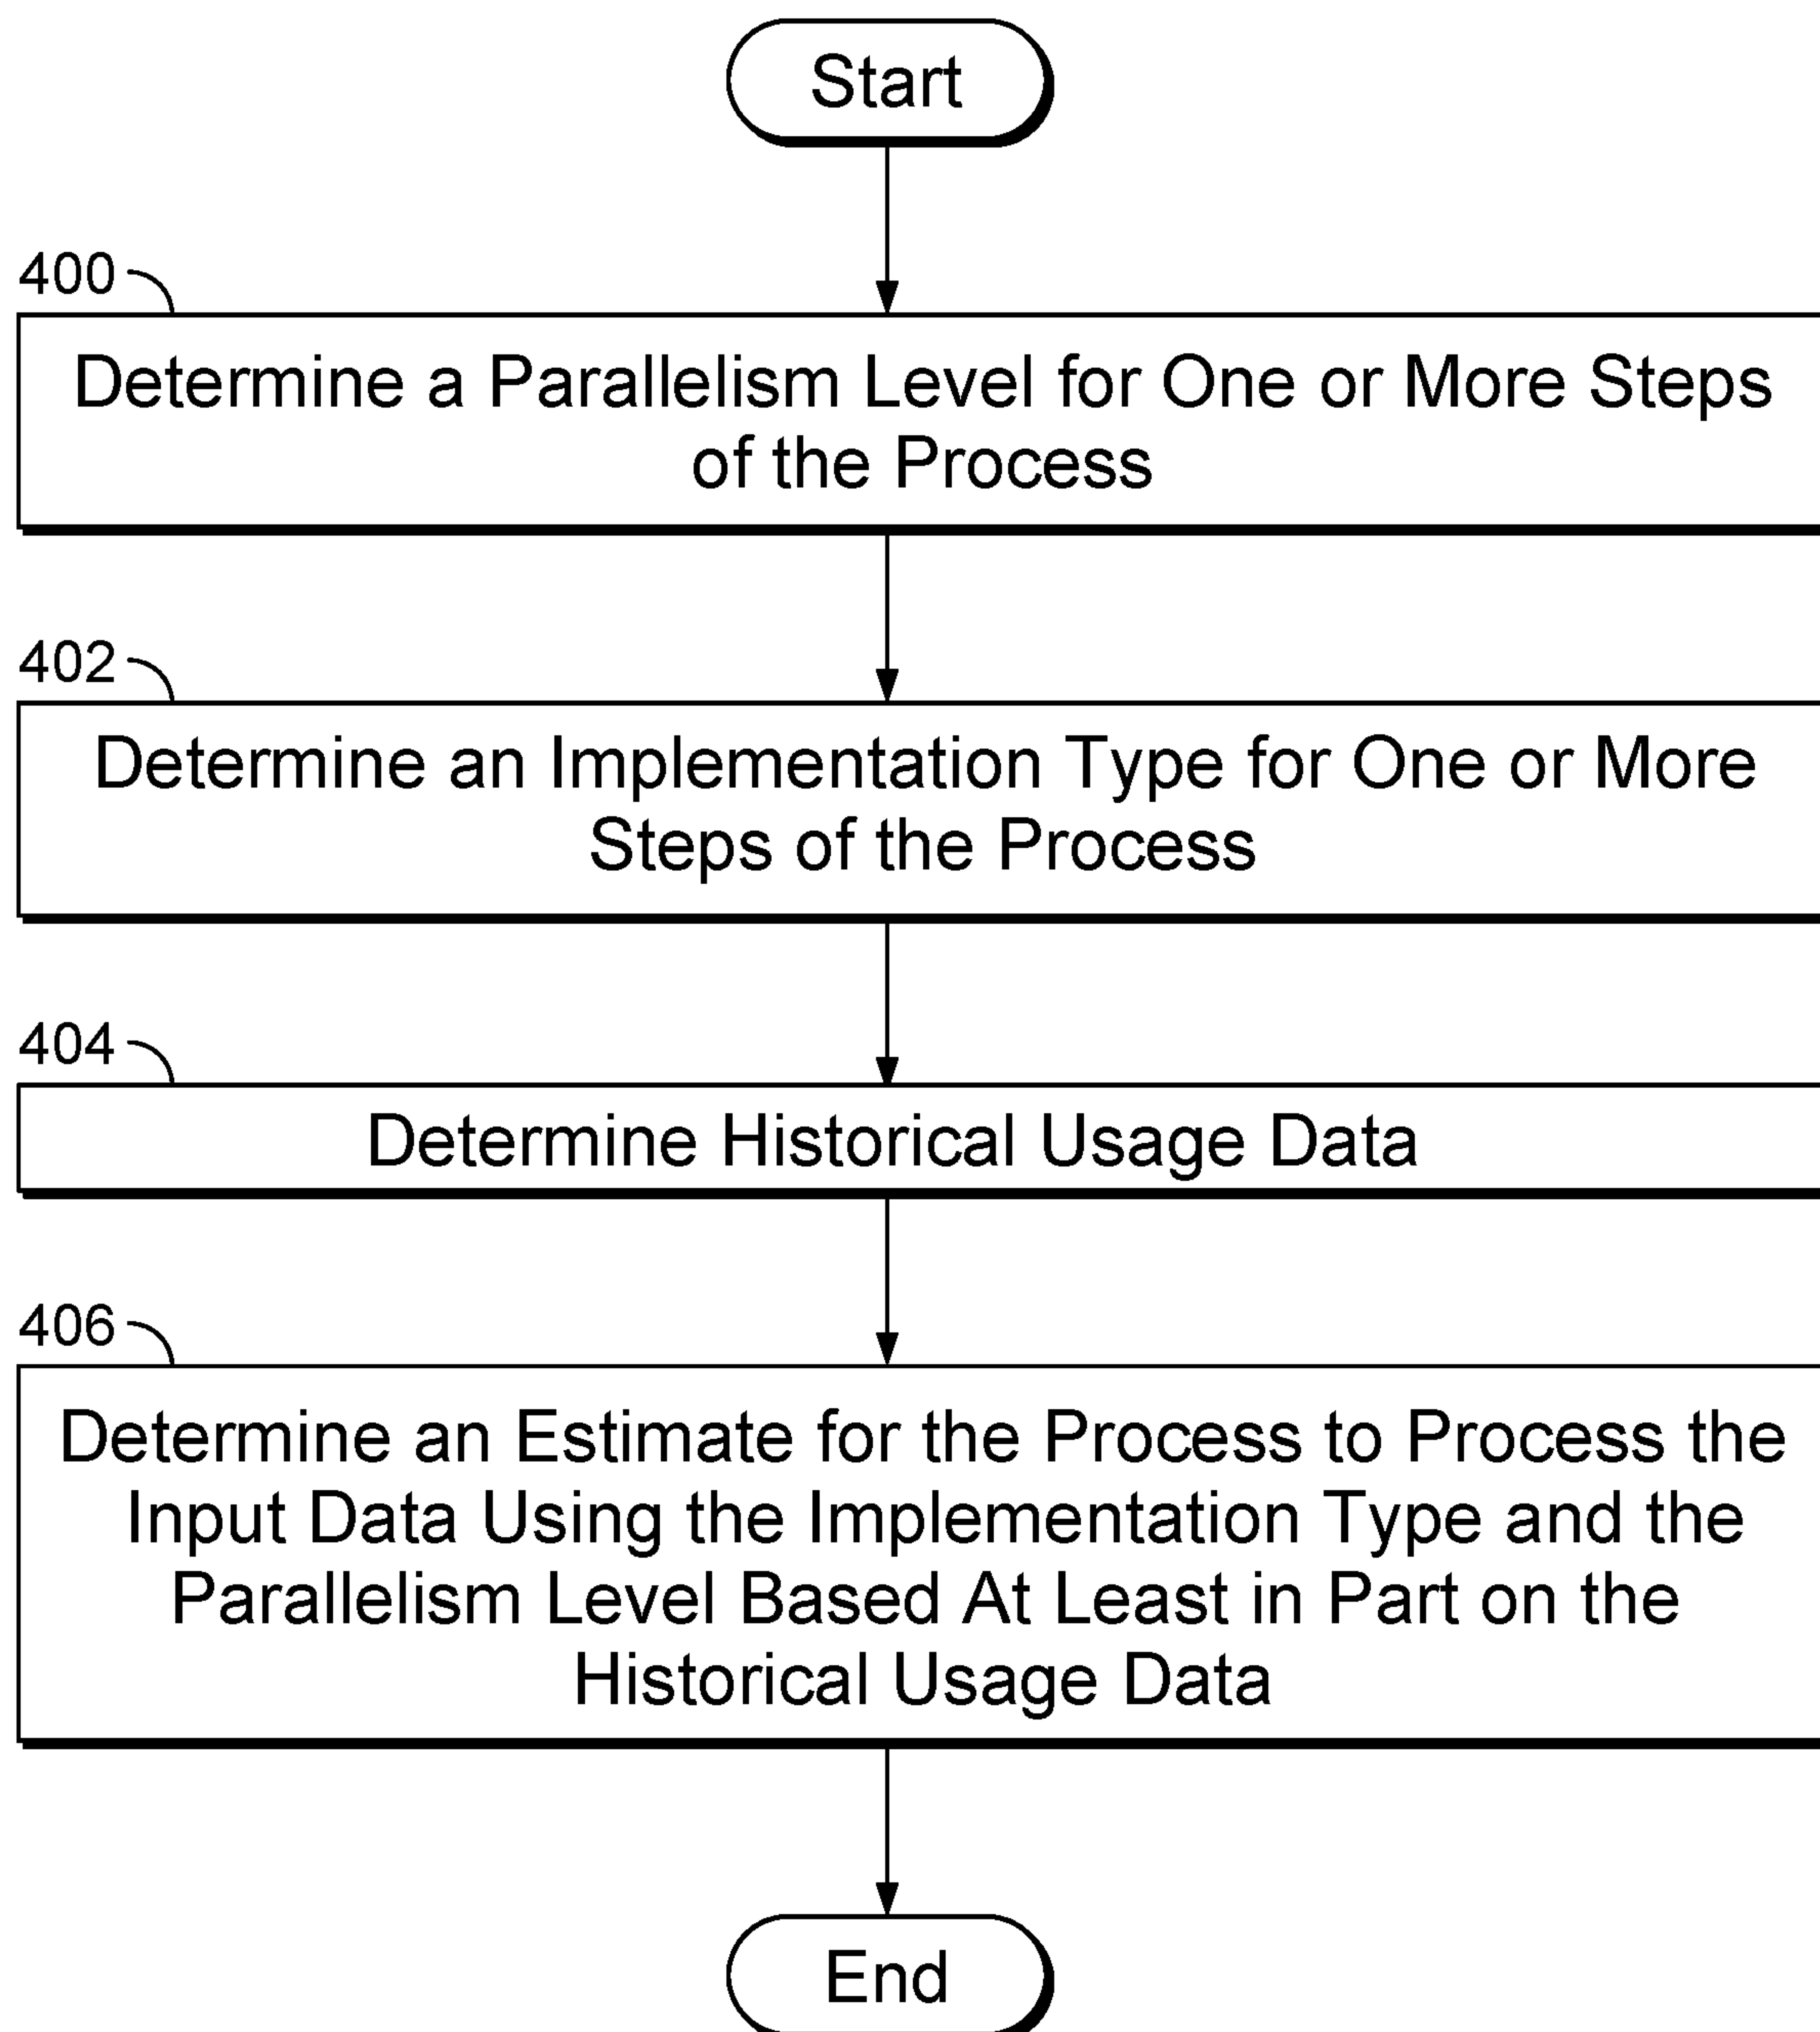 Start
400
Determine a Parallelism Level for One or More Steps
of the Process
402
Determine an Implementation Type for One or More
Steps of the Process
404
Determine Historical Usage Data
406
Determine an Estimate for the Process to Process the
Input Data Using the Implementation Type and the
Parallelism Level Based At Least in Part on the
Historical Usage Data
End